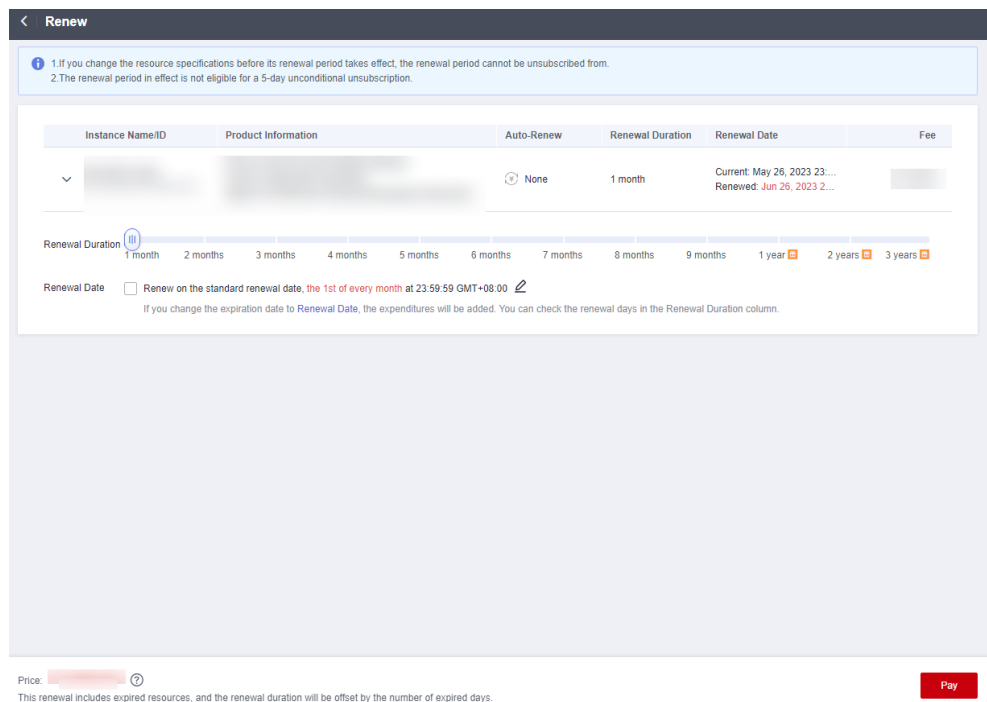 Renew
1.If you change the resource specifications before its renewal period takes effect, the renewal period cannot be unsubscribed from.
2.The renewal period in effect is not eligible for a 5-day unconditional unsubscription.
Instance Name/ID Product Information Auto-Renew Renewal Duration Renewal Date Fee
None 1 month Current: May 26, 2023 23:...
Renewed: Jun 26, 2023 2...
Renewal Duration
1 month 2 months 3 months 4 months 5 months 6 months 7 months 8 months 9 months 1 year 2 years 3 years
Renewal Date Renew on the standard renewal date, the 1st of every month at 23:59:59 GMT+08:00
If you change the expiration date to Renewal Date, the expenditures will be added. You can check the renewal days in the Renewal Duration column.
Price:
Pay
This renewal includes expired resources, and the renewal duration will be offset by the number of expired days.